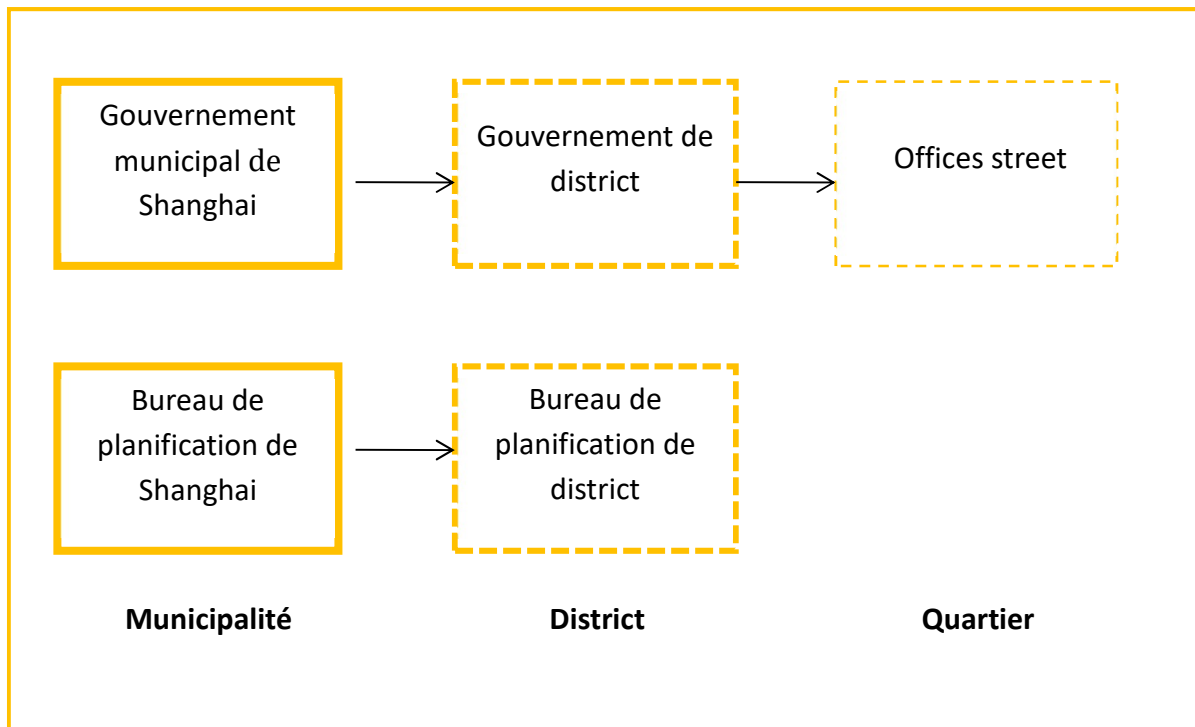 Gouvernement
municipal de
Shanghai
Gouvernement de
district
Offices street
Bureau de
planification de
Shanghai
Bureau de
planification de
district
Municipalité
District
Quartier